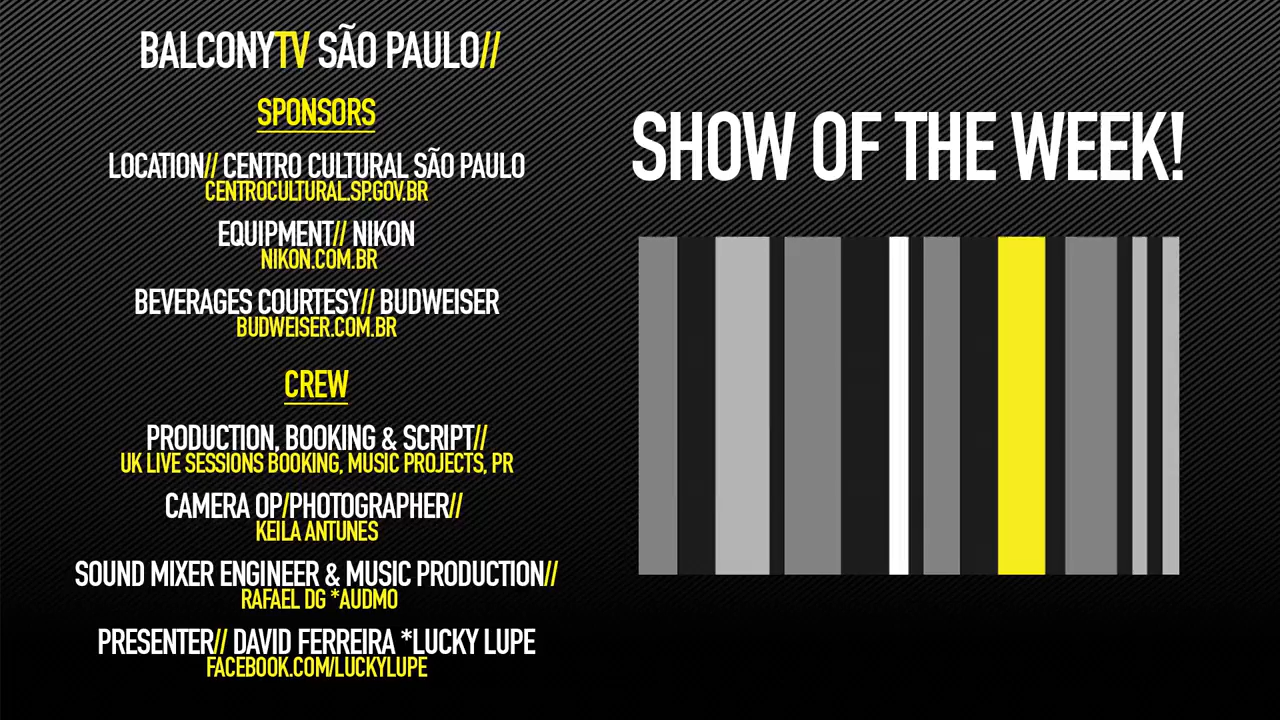 BALCONYTV SÃO PAULO//
SPONSORS
LOCATION// CENTRO CULTURAL SÃO PAULO
CENTROCULTURAL.SP.GOV.BR
EQUIPMENT// NIKON
NIKON.COM.BR
BEVERAGES COURTESY// BUDWEISER
BUDWEISER.COM.BR
CREW
PRODUCTION, BOOKING & SCRIPT//
UK LIVE SESSIONS BOOKING, MUSIC PROJECTS, PR
CAMERA OP/PHOTOGRAPHER//
KEILA ANTUNES
SOUND MIXER ENGINEER & MUSIC PRODUCTION//
RAFAEL DG *AUDMO
PRESENTER// DAVID FERREIRA *LUCKY LUPE
FACEBOOK.COM/LUCKYLUPE
SHOW OF THE WEEK!